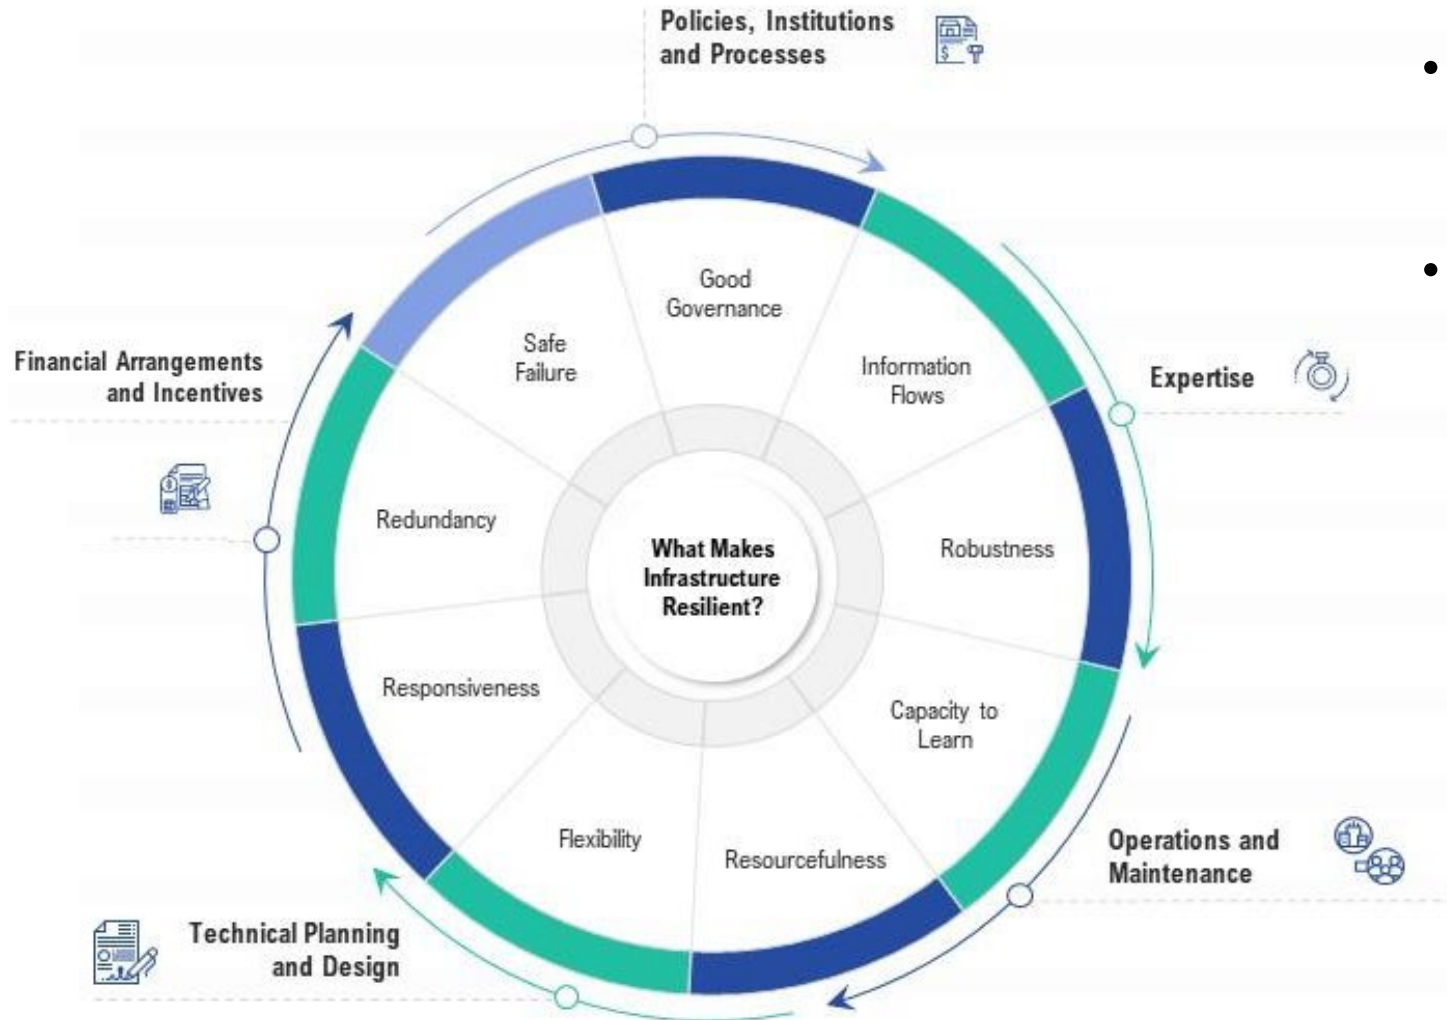 Policies, Institutions
and Processes
Good
Governance
Safe
Failure
Information
Flows
Financial Arrangements
and Incentives
Expertise
Redundancy
What Makes
Infrastructure
Resilient?
Robustness
Responsiveness
Capacity to
Learn
Flexibility
Resourcefulness
Operations and
Maintenance
Technical Planning
and Design